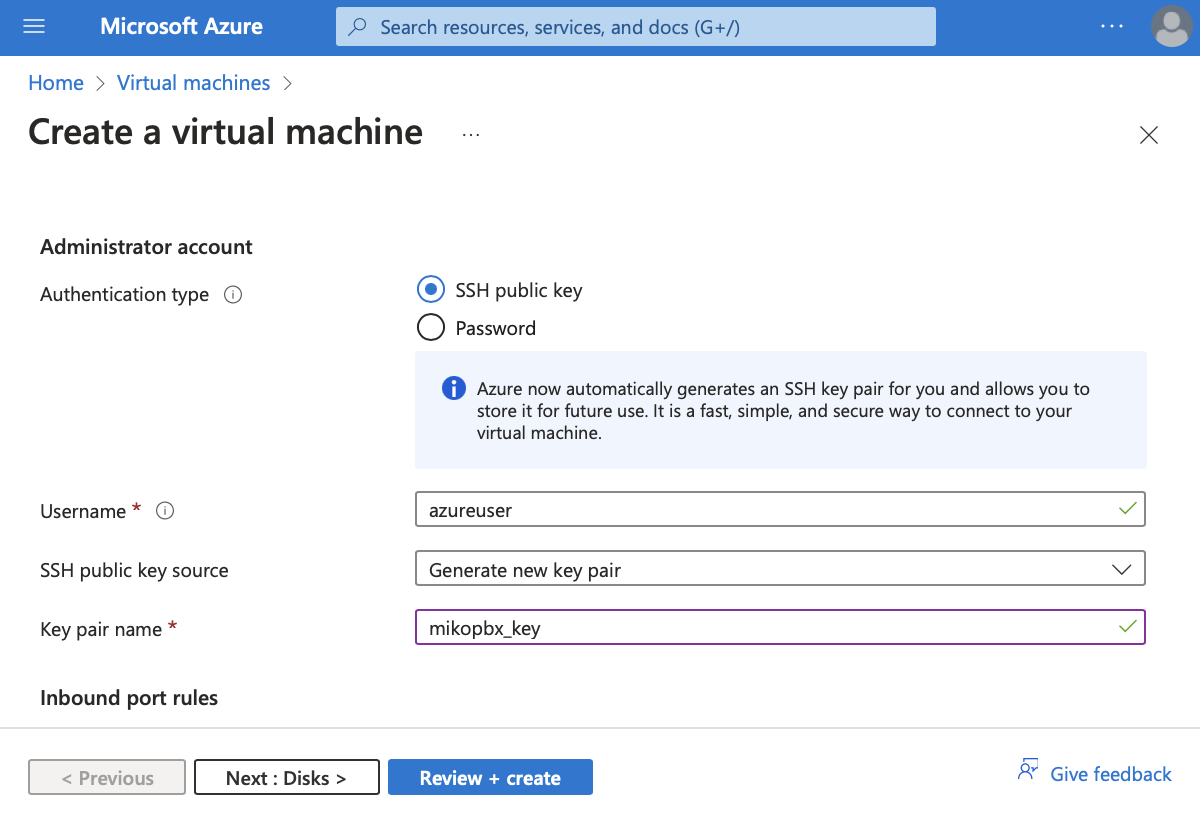 Microsoft Azure
Search resources, services, and docs (G+/)
Home > Virtual machines >
Create a virtual machine ...
Administrator account
Authentication type
SSH public key
Password
Azure now automatically generates an SSH key pair for you and allows you to
store it for future use. It is a fast, simple, and secure way to connect to your
virtual machine.
Username *
azureuser
SSH public key source
Generate new key pair
Key pair name *
mikopbx_key
Inbound port rules
< Previous
Next : Disks >
Review + create
Give feedback